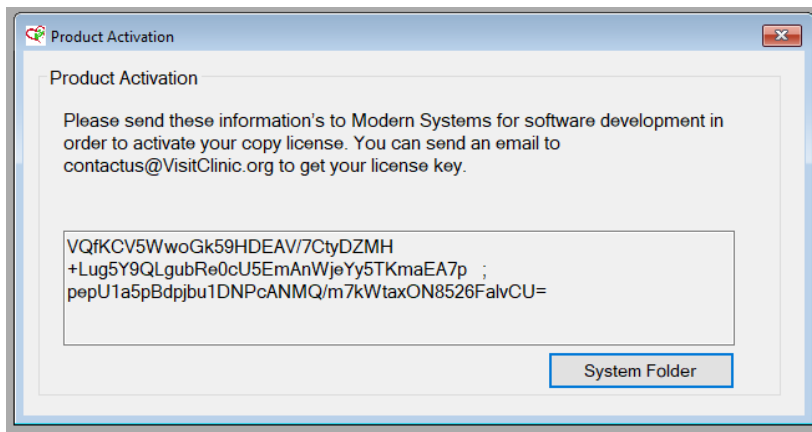 Product Activation
Product Activation
Please send these information's to Modern Systems for software development in
order to activate your copy license. You can send an email to
contactus@VisitClinic.org to get your license key.
VQfKCV5WwoGk59HDEAV/7CtyDZMH
+Lug5Y9QLgubRe0cU5EmAnWjeYy5TKmaEA7p ;
pepU1a5pBdpjbu1DNPcANMQ/m7kWtaxON8526FalvCU=
System Folder